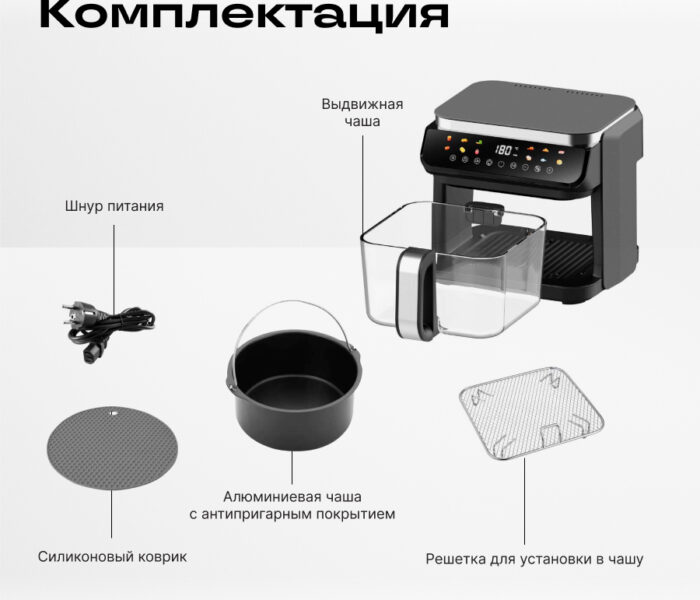 Комплектация
Выдвижная
чаша
180
Шнур питания
Алюминиевая чаша
с антипригарным покрытием
Силиконовый коврик
Решетка для установки в чашу